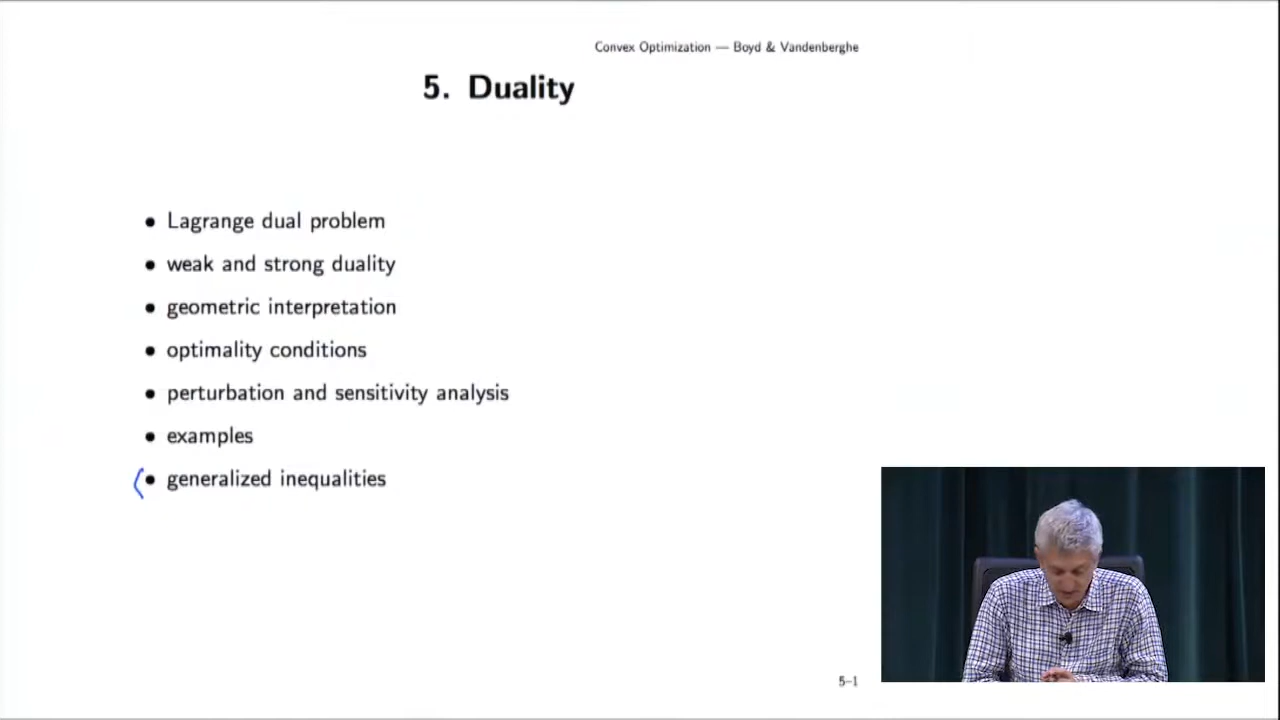 Convex Optimization — Boyd & Vandenberghe
5. Duality
• Lagrange dual problem
• weak and strong duality
• geometric interpretation
• optimality conditions
• perturbation and sensitivity analysis
• examples
• generalized inequalities
5–1